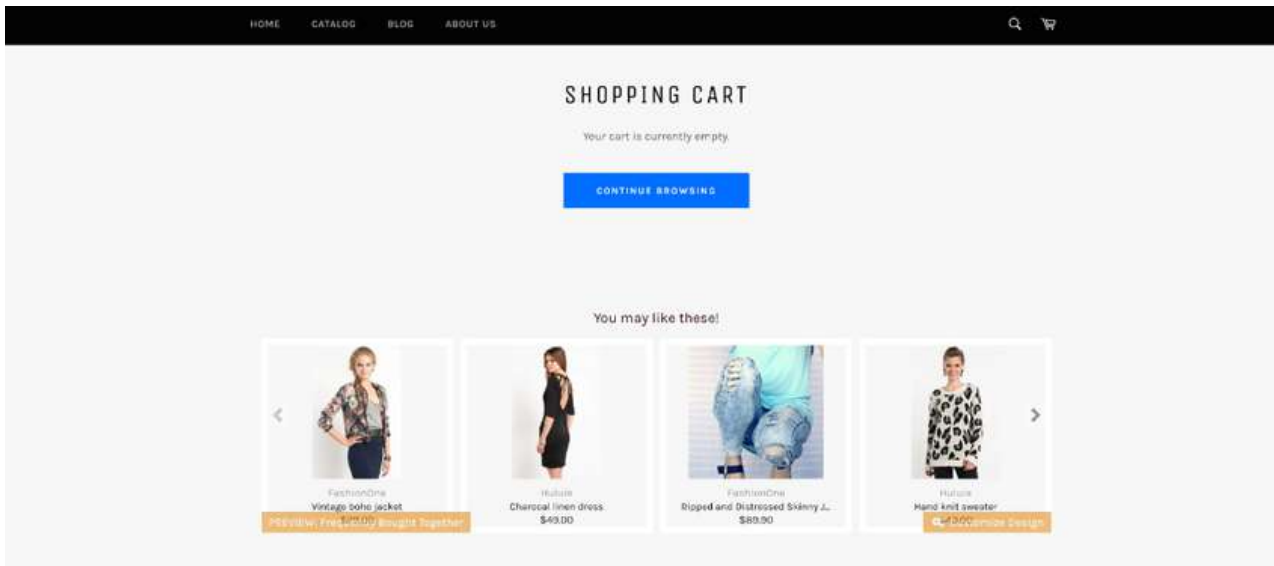 HOME CATALOG BLOG ABOUT US
SHOPPING CART
Your cart is currently empty.
CONTINUE BROWSING
You may like these!
FashionOne
Vintage boho jacket
PREVIEW: Frequently Bought Together
Hulula
Charcoal linen dress
$49.00
FashionOne
Ripped and Distressed Skinny J...
$89.90
Hulula
Hand knit sweater
Customize Design